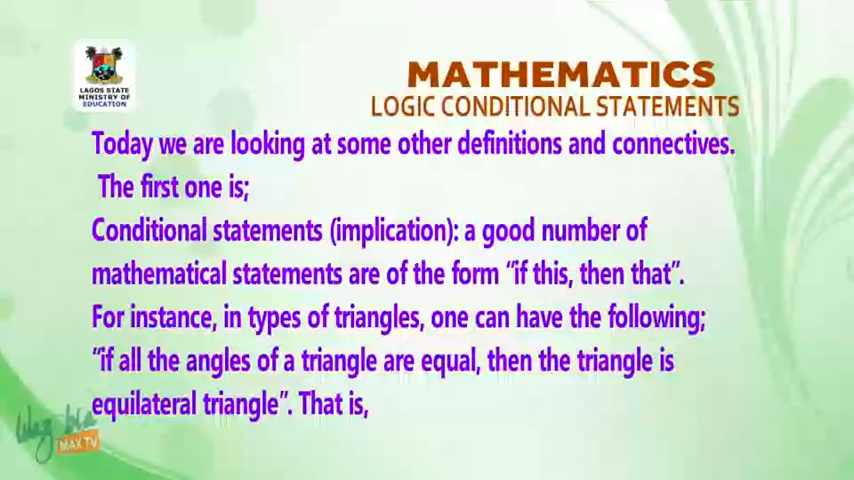 LAGOS STATE
MINISTRY OF
EDUCATION
MATHEMATICS
LOGIC CONDITIONAL STATEMENTS
Today we are looking at some other definitions and connectives.
The first one is;
Conditional statements (implication): a good number of
mathematical statements are of the form “if this, then that”.
For instance, in types of triangles, one can have the following;
“if all the angles of a triangle are equal, then the triangle is
equilateral triangle”. That is,
MAX TV